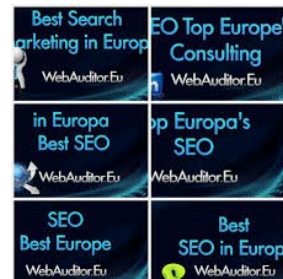 Best Search
arketing in Europ
WebAuditor.Eu
EO Top Europe'
Consulting
WebAuditor.Eu
in Europa
Best SEO
WebAuditor.Eu
op Europa's
SEO
WebAuditor.Eu
SEO
Best Europe
WebAuditor.Eu
Best
SEO in Europ
WebAuditor.Eu